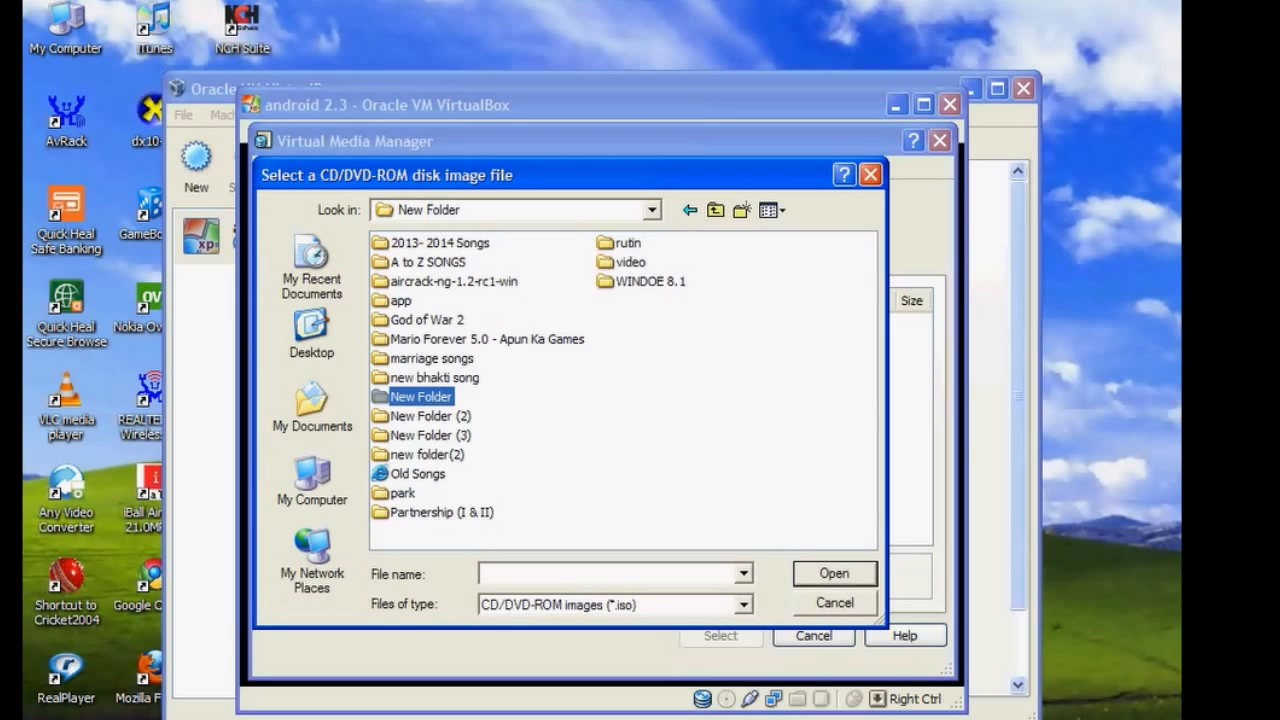 My Computer
iTunes
NCH Suite
AvRack
dx10-
Quick Heal
Safe Banking
GameBo
Quick Heal
Secure Browse
Nokia Ov
VLC media
player
REALTE
Wireles
Any Video
Converter
iBall Air
21.0MP
Shortcut to
Cricket2004
Google C
RealPlayer
Mozilla F
File
New
android 2.3 - Oracle VM VirtualBox
Virtual Media Manager
Select a CD/DVD-ROM disk image file
Look in:
New Folder
My Recent
Documents
Desktop
My Documents
My Computer
My Network
Places
2013- 2014 Songs
A to Z SONGS
aircrack-ng-1.2-rc1-win
app
God of War 2
Mario Forever 5.0 - Apun Ka Games
marriage songs
new bhakti song
New Folder
New Folder (2)
New Folder (3)
new folder(2)
Old Songs
park
Partnership (I & II)
rutin
video
WINDOE 8.1
Size
File name:
Open
Files of type:
CD/DVD-ROM images (*.iso)
Cancel
Select
Cancel
Help
Right Ctrl